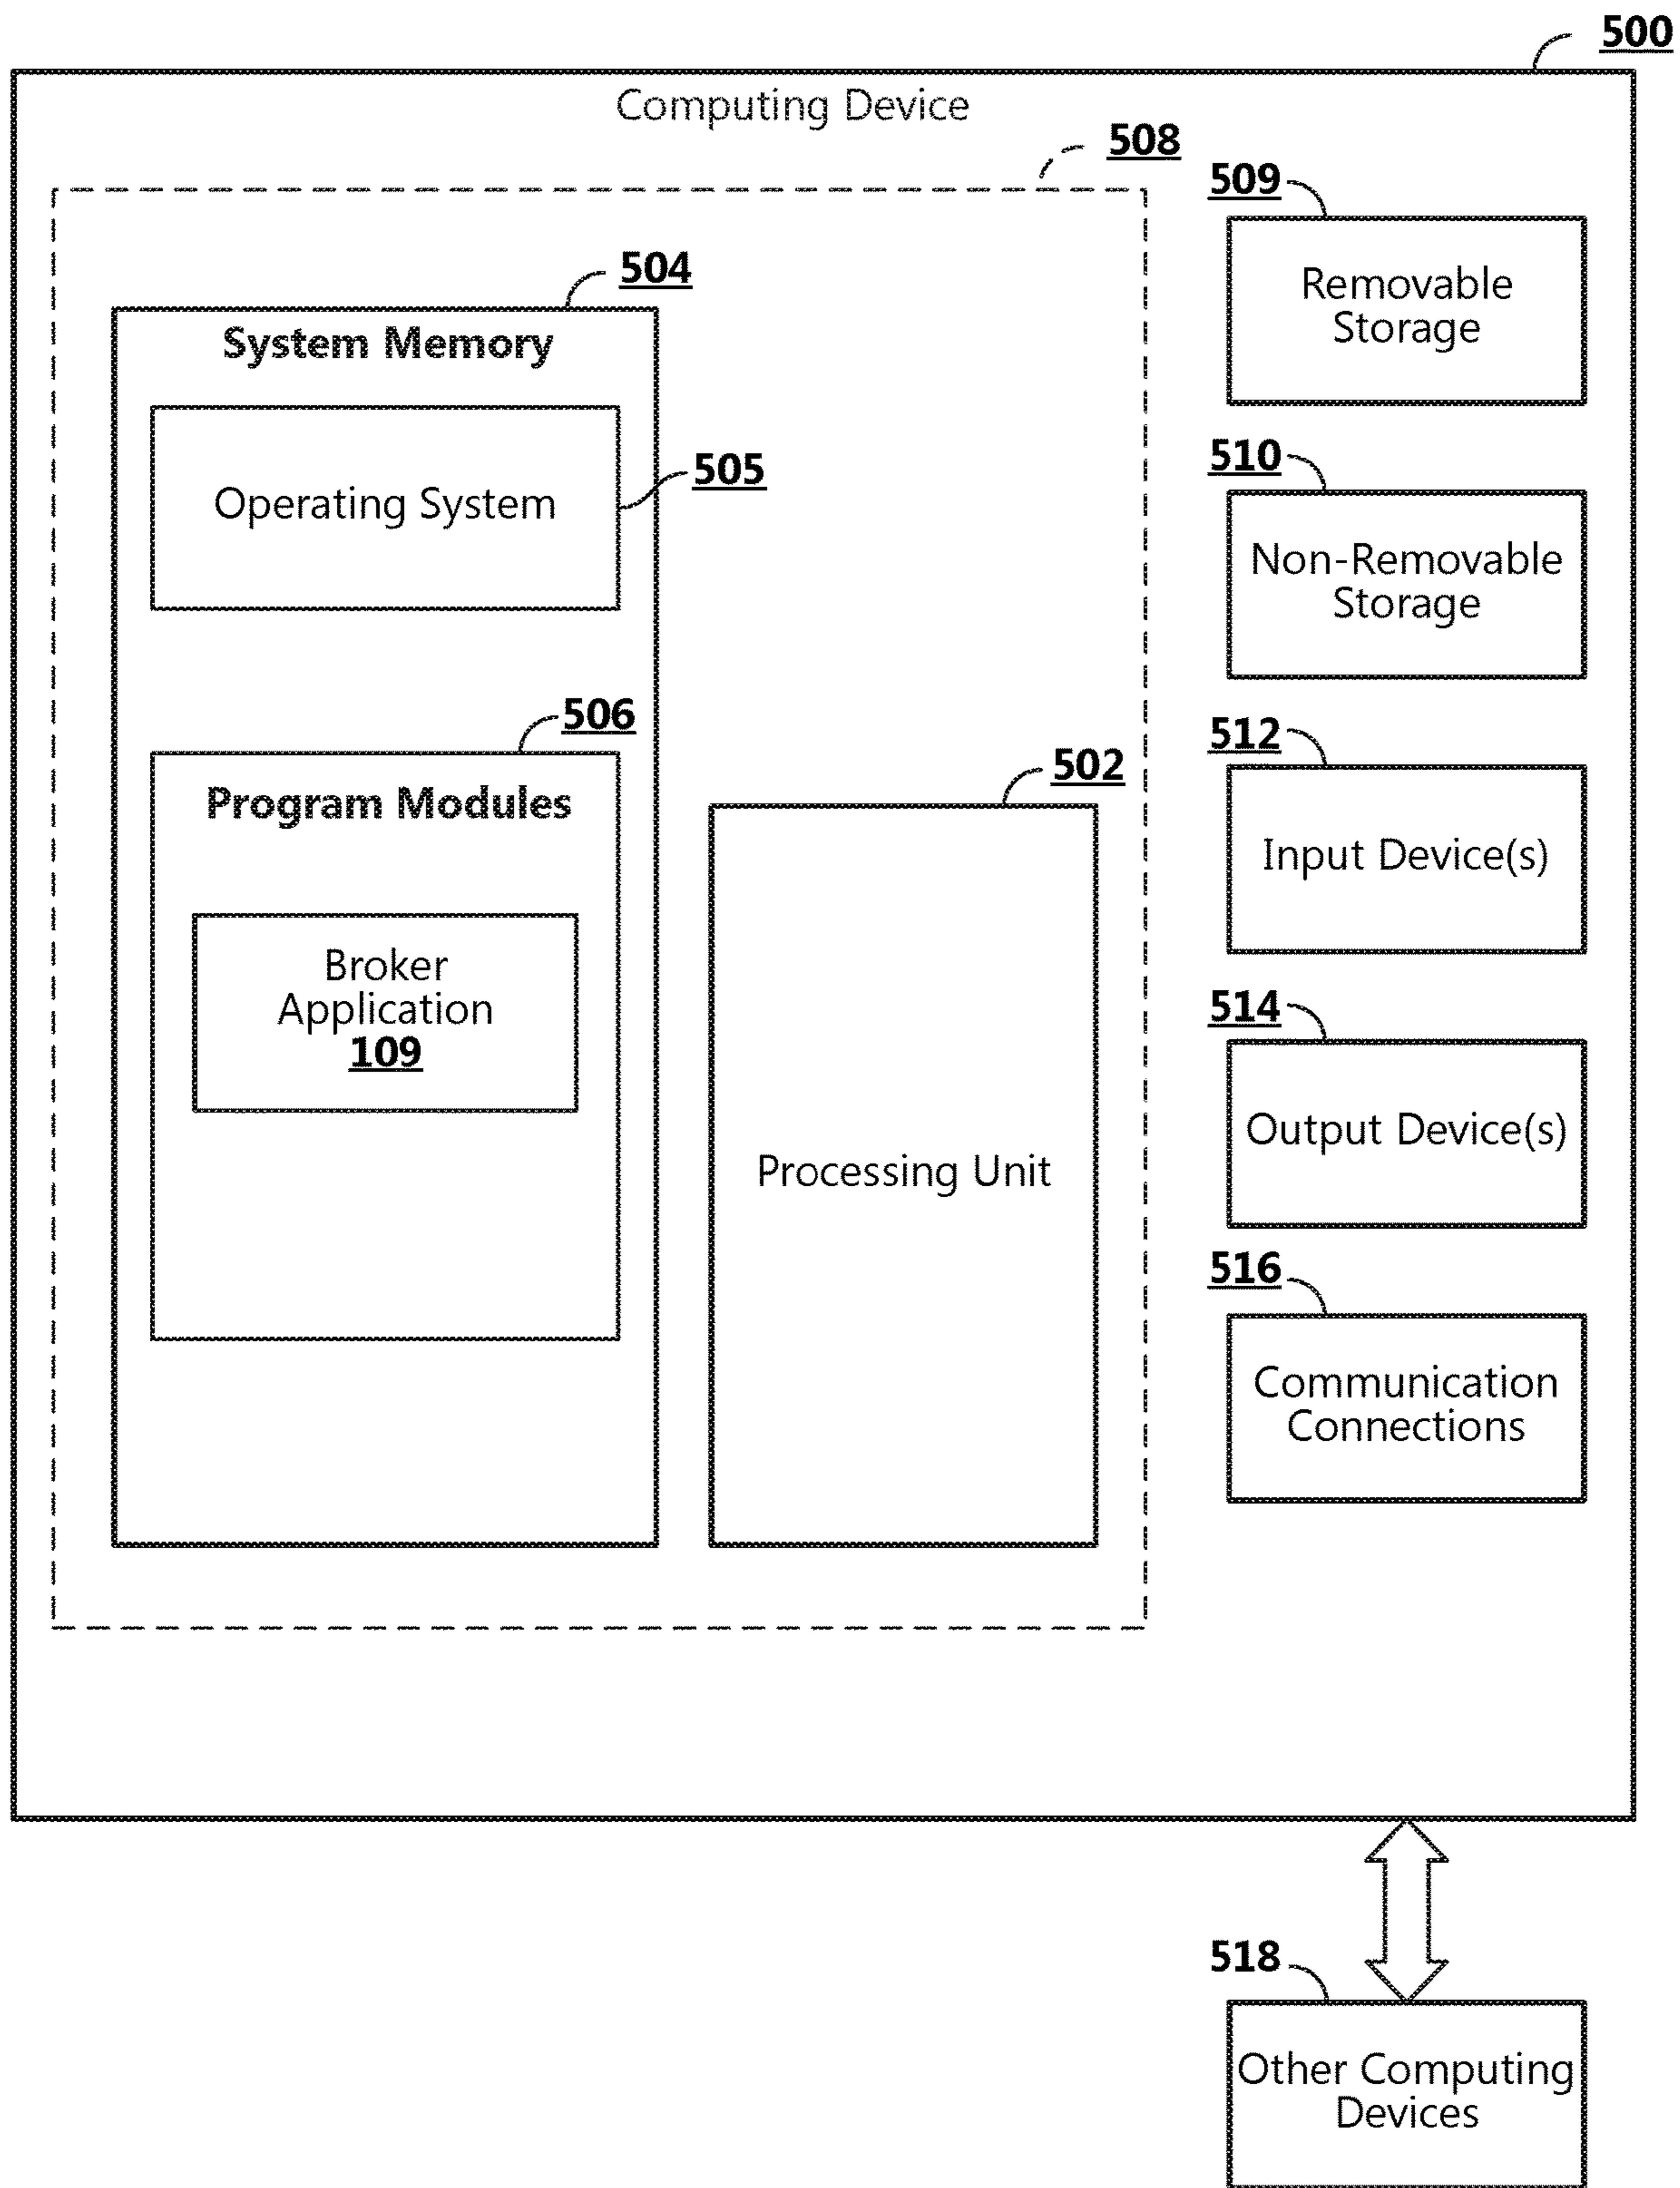 500
Computing Device
508
509
Removable
Storage
504
System Memory
Operating System
505
510
Non-Removable
Storage
506
Program Modules
Broker
Application
109
502
Processing Unit
512
Input Device(s)
514
Output Device(s)
516
Communication
Connections
518
Other Computing
Devices